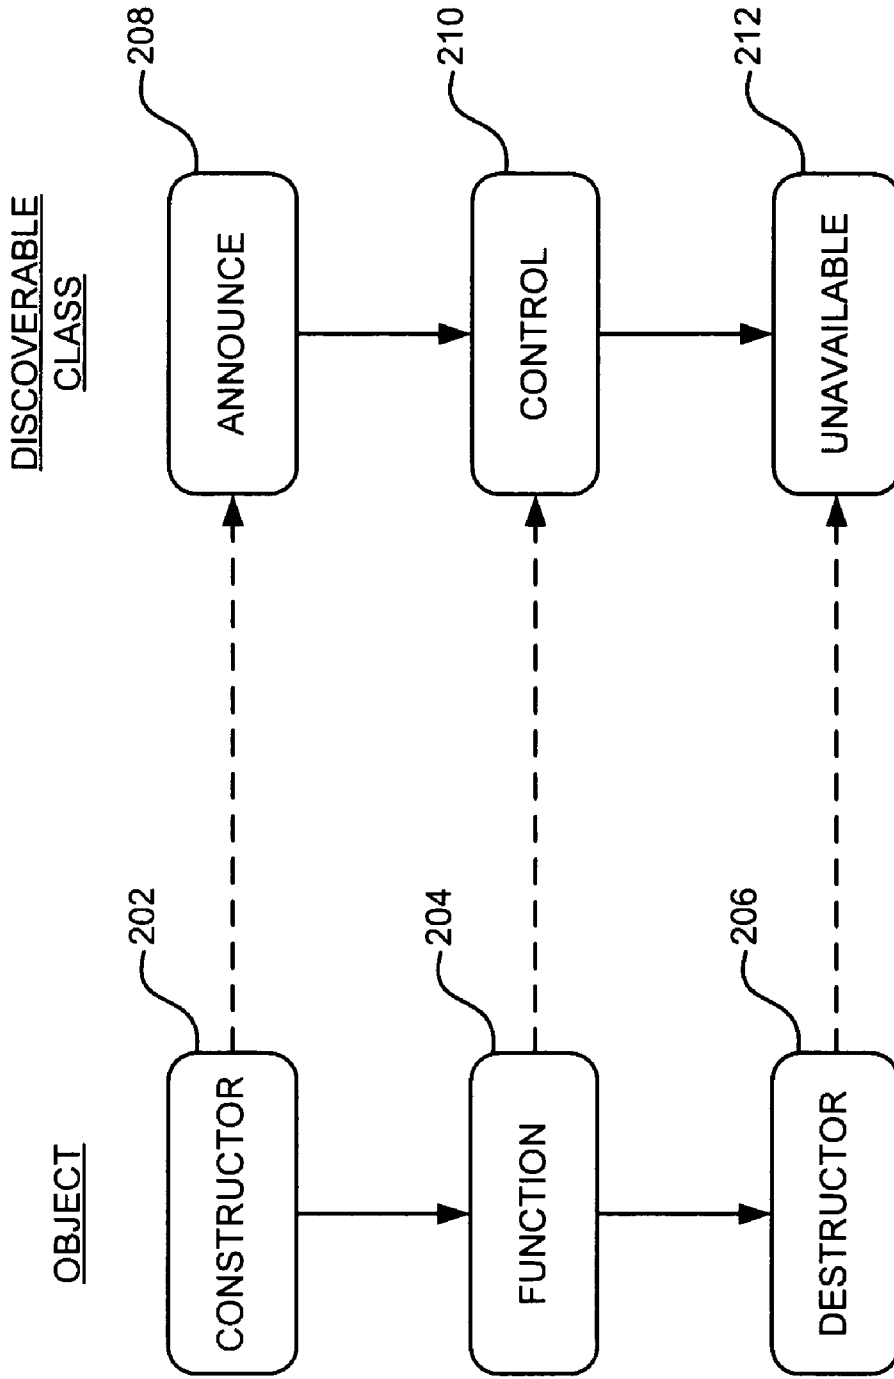 OBJECT
DISCOVERABLE
CLASS
202
CONSTRUCTOR
208
ANNOUNCE
204
FUNCTION
210
CONTROL
206
DESTRUCTOR
212
UNAVAILABLE